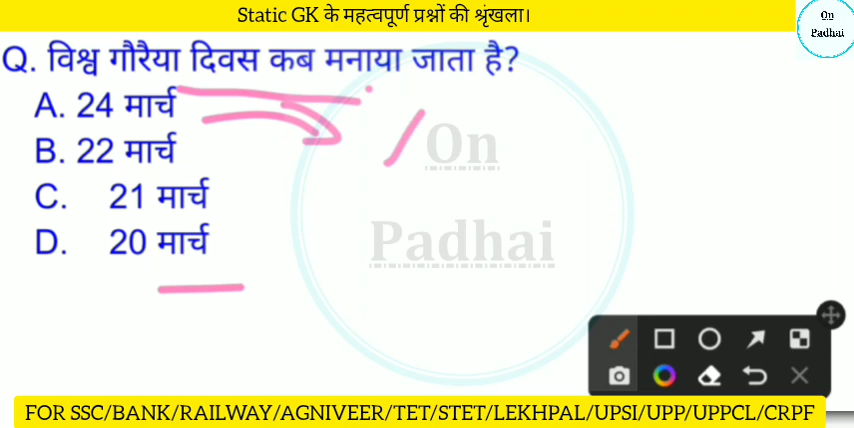 Static GK के महत्वपूर्ण प्रश्नों की श्रृंखला।
On
Padhai
Q. विश्व गौरैया दिवस कब मनाया जाता है?
A. 24 मार्च
B. 22 मार्च
C. 21 मार्च
D. 20 मार्च
On
Padhai
FOR SSC/BANK/RAILWAY/AGNIVEER/TET/STET/LEKHPAL/UPSI/UPP/UPPCL/CRPF